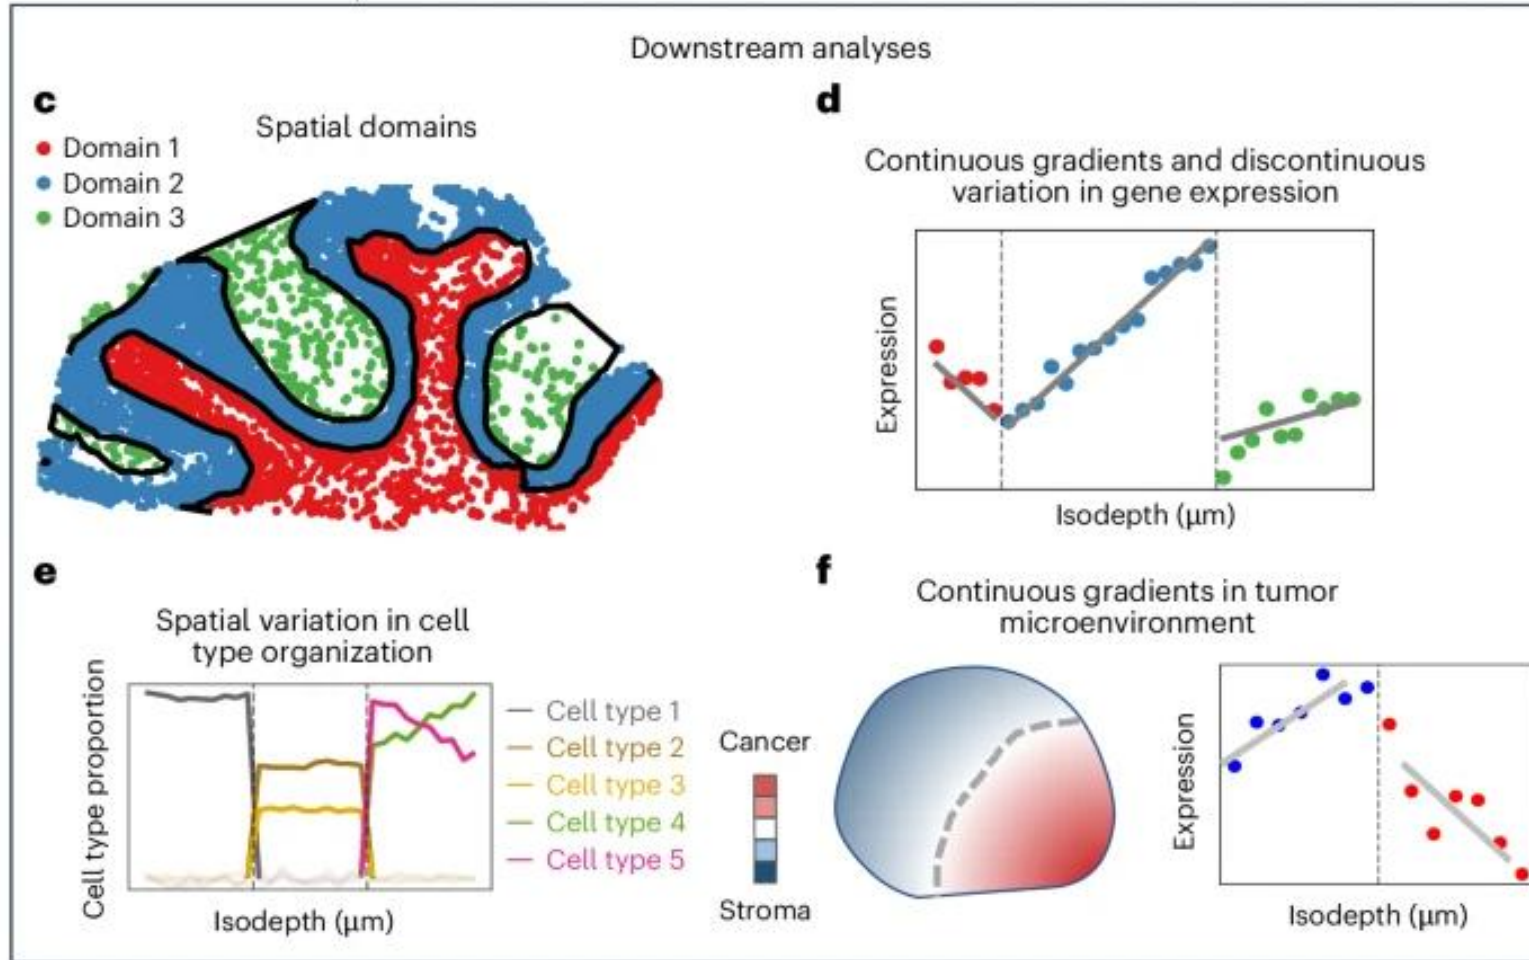 Downstream analyses
c
Spatial domains
Domain 1
Domain 2
Domain 3
d
Continuous gradients and discontinuous
variation in gene expression
Expression
Isodepth (μm)
e
Spatial variation in cell
type organization
Cell type proportion
Isodepth (μm)
Cell type 1
Cell type 2
Cell type 3
Cell type 4
Cell type 5
f
Continuous gradients in tumor
microenvironment
Cancer
Stroma
Expression
Isodepth (μm)